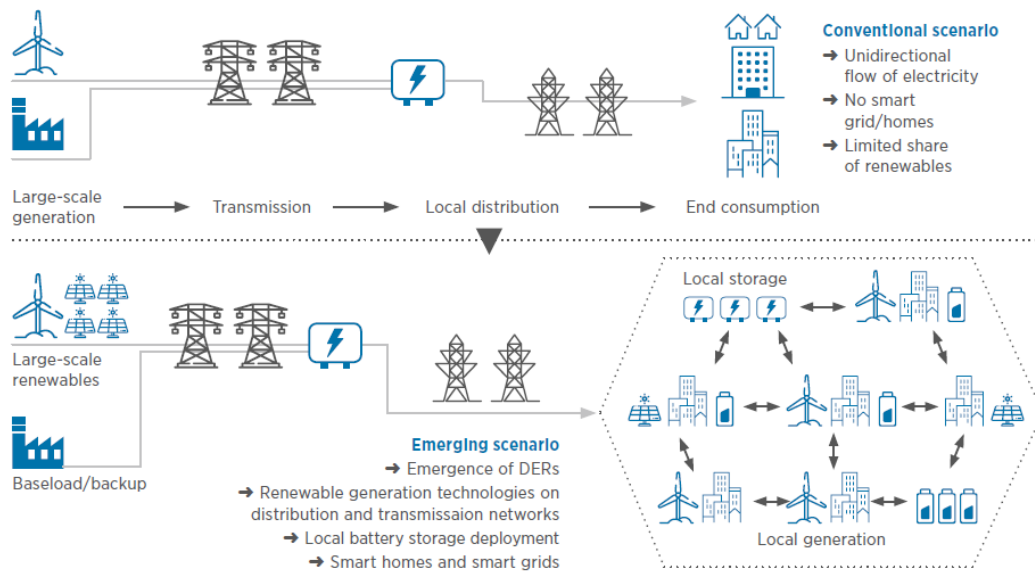 Conventional scenario
➔ Unidirectional
flow of electricity
➔ No smart
grid/homes
➔ Limited share
of renewables
Large-scale
generation
Transmission
Local distribution
End consumption
Large-scale
renewables
Baseload/backup
Emerging scenario
➔ Emergence of DERs
➔ Renewable generation technologies on
distribution and transmissaion networks
➔ Local battery storage deployment
➔ Smart homes and smart grids
Local storage
Local generation